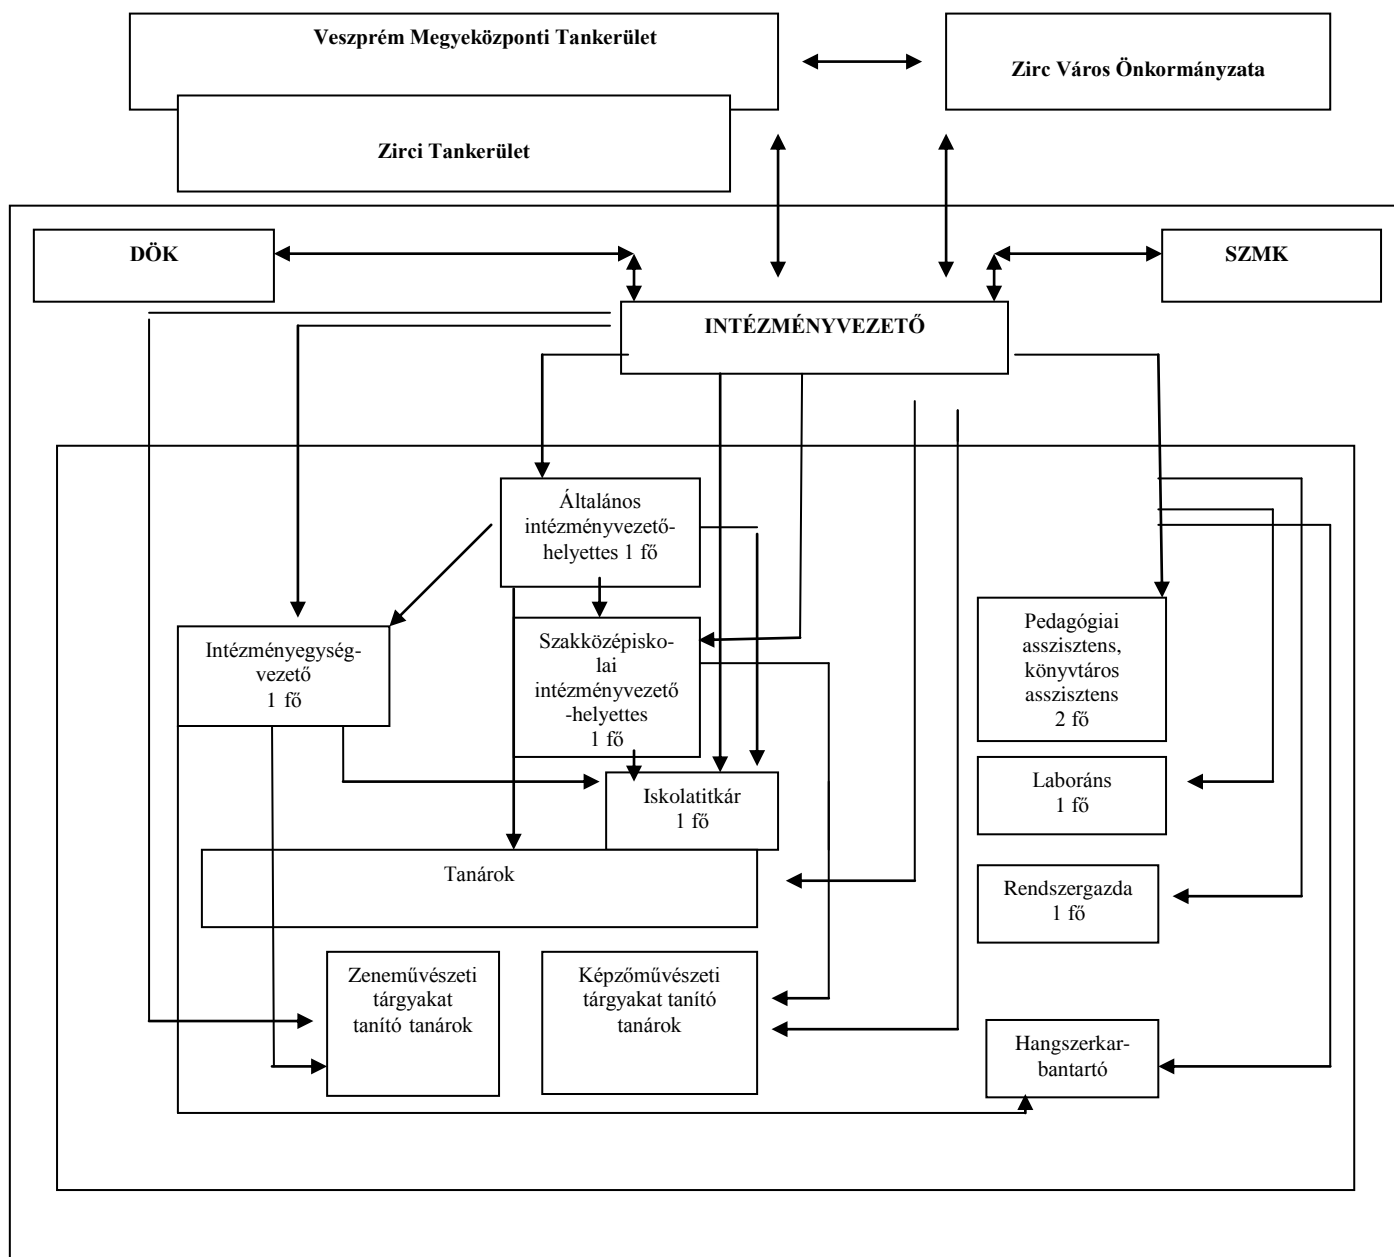 Veszprém Megyeközponti Tankerület
Zirc Város Önkormányzata
Zirci Tankerület
DÖK
SZMK
INTÉZMÉNYVEZETŐ
Általános
intézményvezető-
helyettes 1 fő
Intézményegység-
vezető
1 fő
Szakközépisko-
lai
intézményvezető
-helyettes
1 fő
Pedagógiai
asszisztens,
könyvtáros
asszisztens
2 fő
Iskolatitkár
1 fő
Laboráns
1 fő
Tanárok
Rendszergazda
1 fő
Zeneművészeti
tárgyakat
tanító tanárok
Képzőművészeti
tárgyakat tanító
tanárok
Hangszerkar-
bantartó